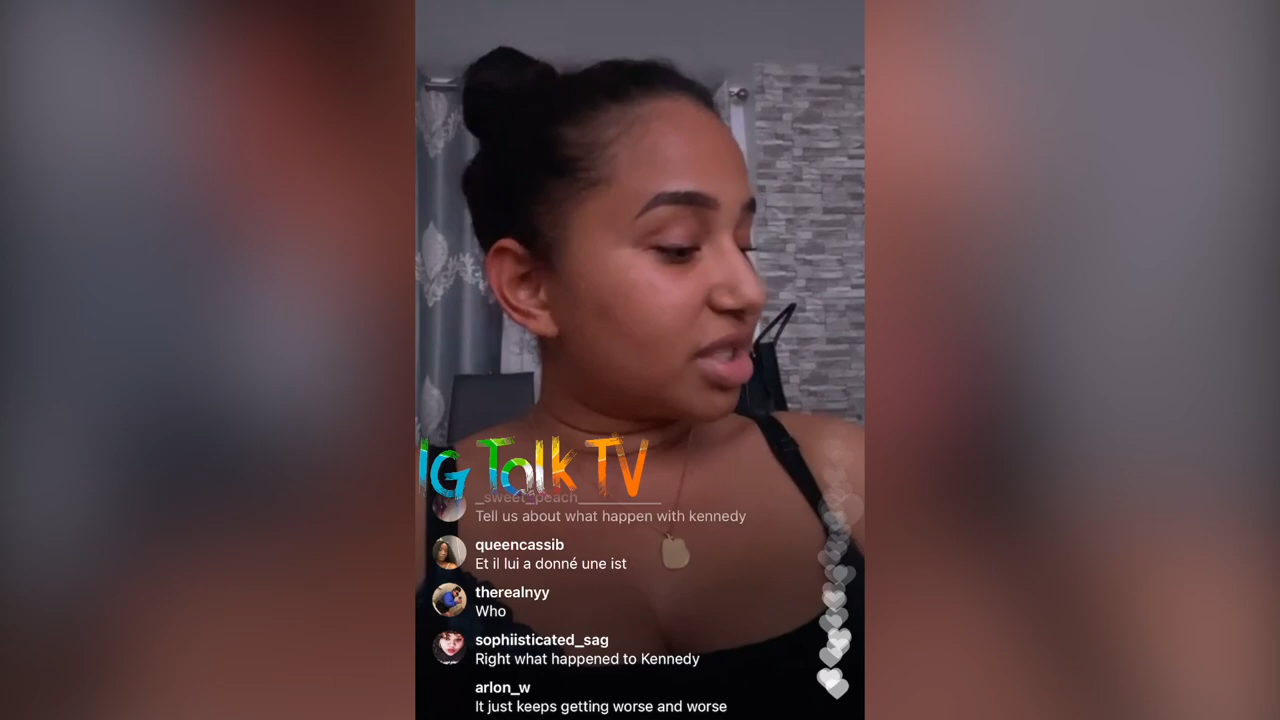 IG Talk TV
_sweet_peach__________
Tell us about what happen with kennedy
queencassib
Et il lui a donné une ist
therealnyy
Who
sophiisticated_sag
Right what happened to Kennedy
arlon_w
It just keeps getting worse and worse